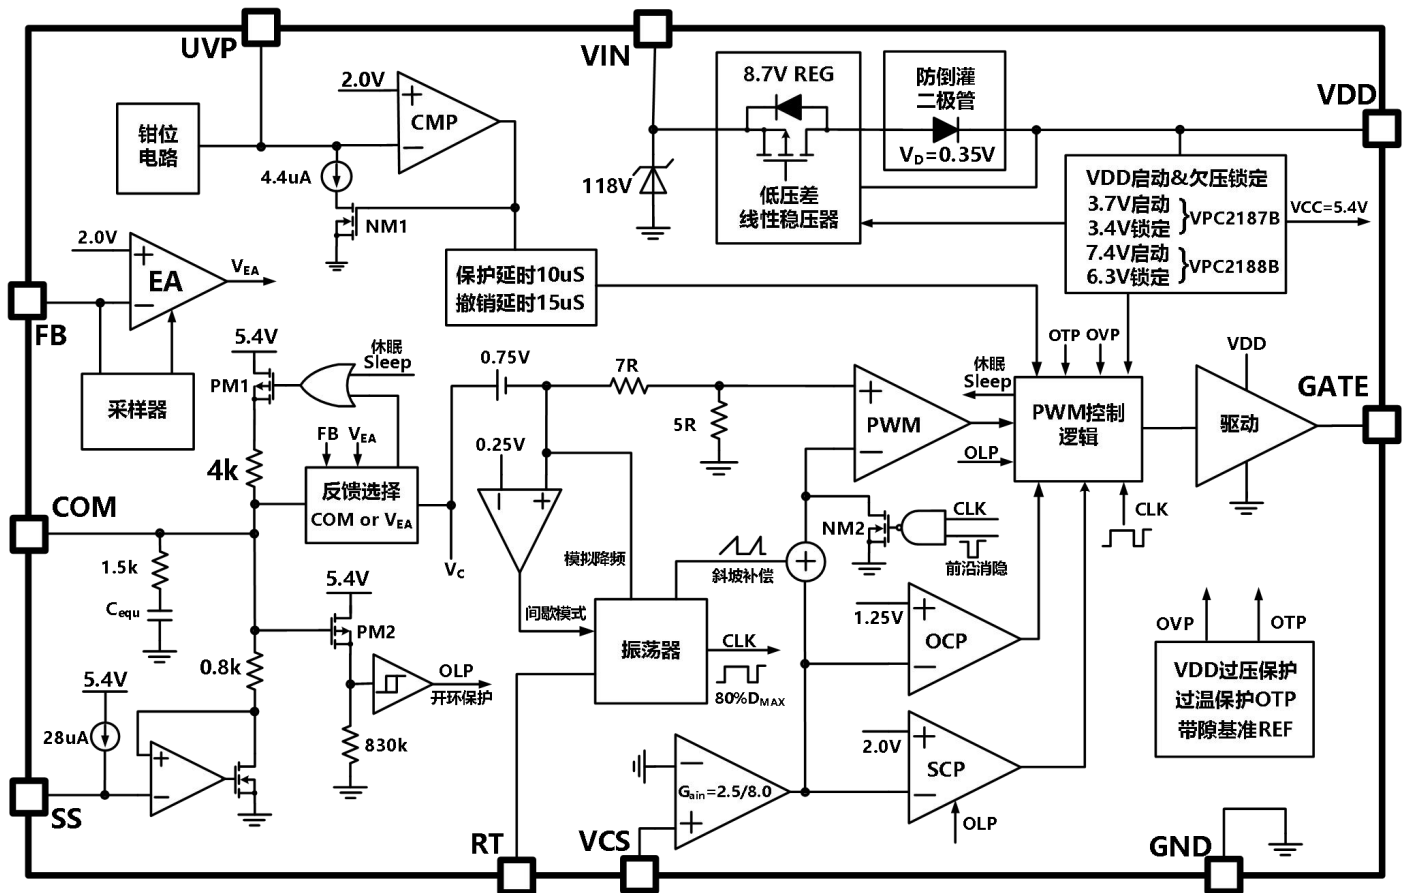 UVP
VIN
VDD
钳位
电路
2.0V
CMP
4.4uA
NM1
8.7V REG
低压差
线性稳压器
防倒灌
二极管
VD=0.35V
118V
VDD启动&欠压锁定
3.7V启动
3.4V锁定
VPC2187B
7.4V启动
6.3V锁定
VPC2188B
VCC=5.4V
2.0V
EA
VEA
FB
采样器
保护延时10uS
撤销延时15uS
5.4V
PM1
休眠
Sleep
4k
FB
VEA
反馈选择
COM or VEA
0.75V
0.25V
7R
5R
VC
模拟降频
间歇模式
PWM
休眠
Sleep
OTP
OVP
PWM控制
逻辑
OLP
CLK
VDD
驱动
GATE
COM
1.5k
Cequ
5.4V
PM2
0.8k
OLP
开环保护
830k
振荡器
CLK
80%DMAX
斜坡补偿
NM2
CLK
前沿消隐
1.25V
OCP
2.0V
SCP
OLP
OVP
OTP
VDD过压保护
过温保护OTP
带隙基准REF
5.4V
28uA
SS
Gain=2.5/8.0
RT
VCS
GND